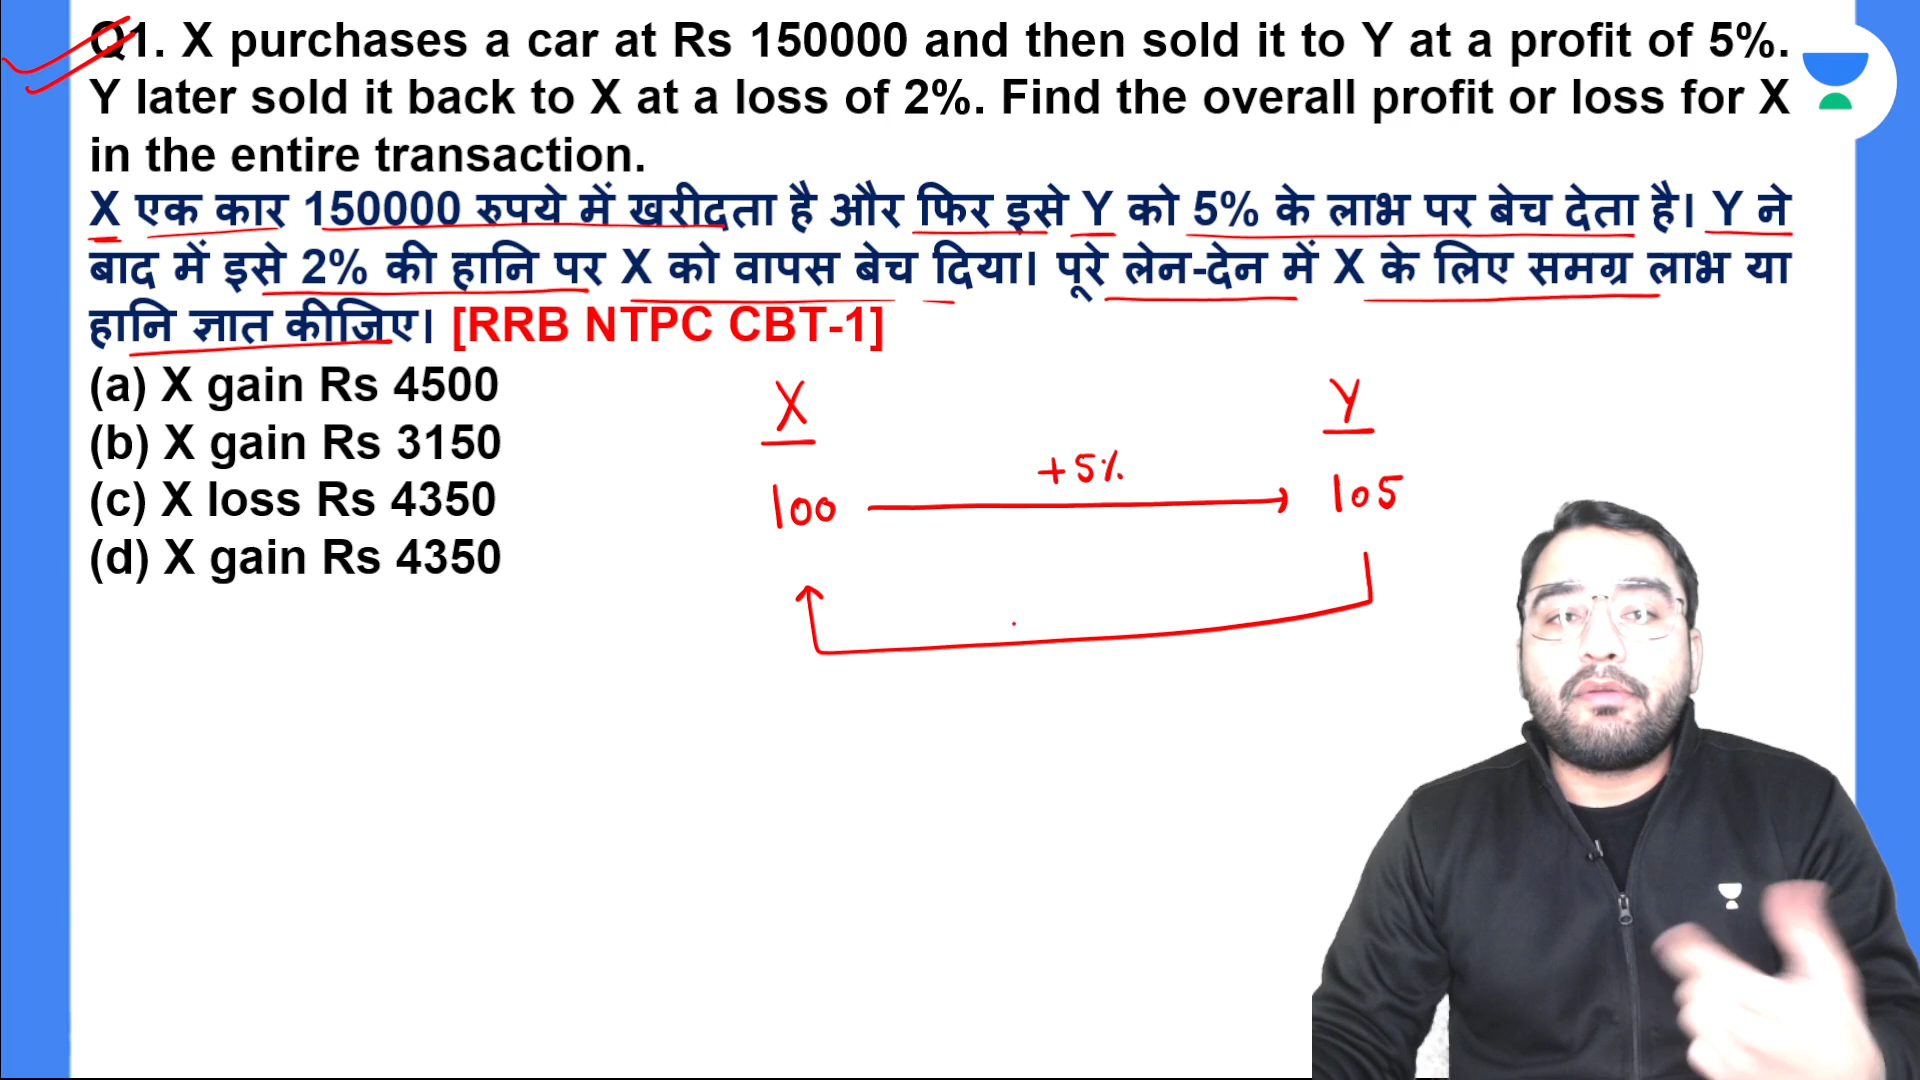 Q1. X purchases a car at Rs 150000 and then sold it to Y at a profit of 5%.
Y later sold it back to X at a loss of 2%. Find the overall profit or loss for X
in the entire transaction.
X एक कार 150000 रुपये में खरीदता है और फिर इसे Y को 5% के लाभ पर बेच देता है। Y ने
बाद में इसे 2% की हानि पर X को वापस बेच दिया। पूरे लेन-देन में X के लिए समग्र लाभ या
हानि ज्ञात कीजिए। [RRB NTPC CBT-1]
(a) X gain Rs 4500
(b) X gain Rs 3150
(c) X loss Rs 4350
(d) X gain Rs 4350
X Y
+5%
100 105